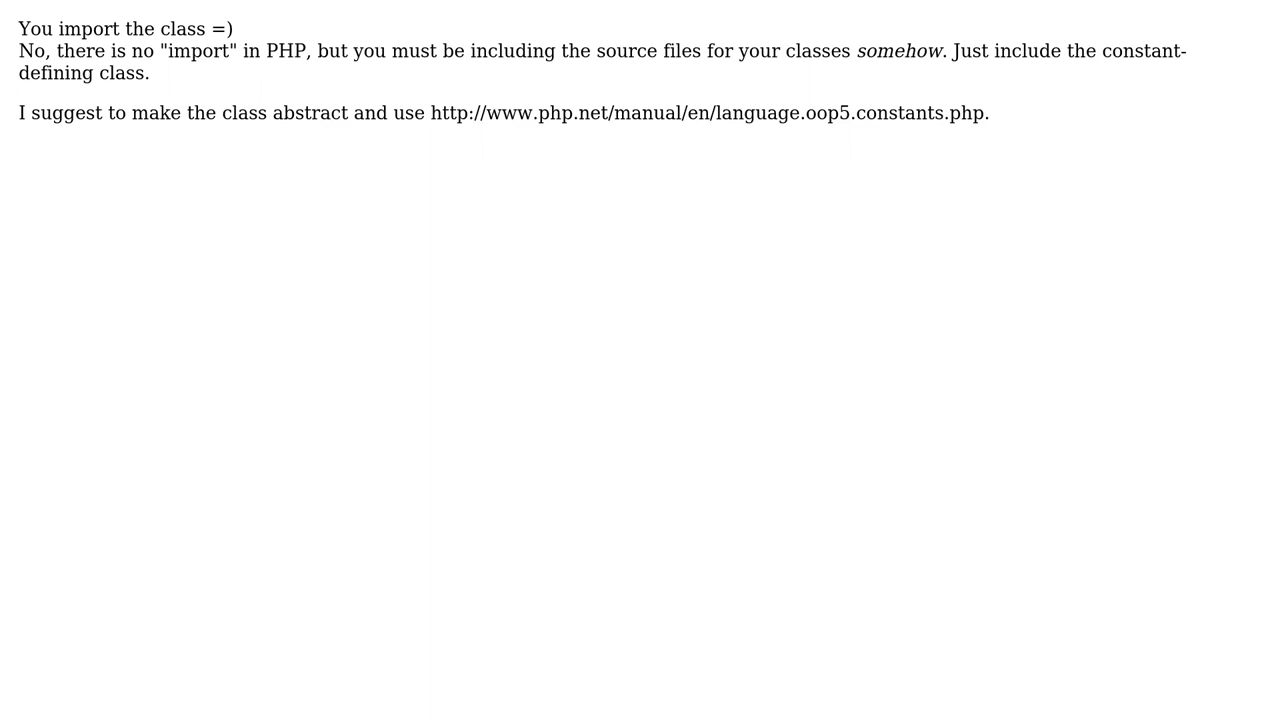 You import the class =)
No, there is no "import" in PHP, but you must be including the source files for your classes somehow. Just include the constant-
defining class.
I suggest to make the class abstract and use http://www.php.net/manual/en/language.oop5.constants.php.